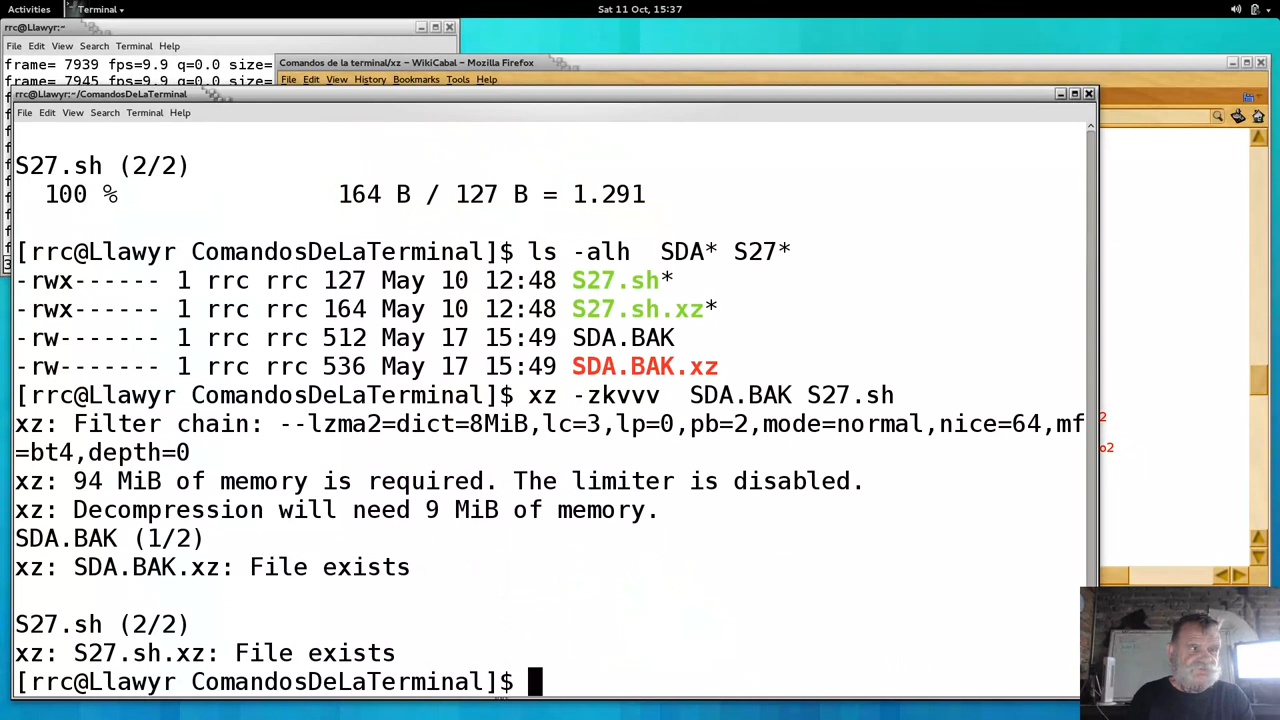 Activities Terminal Sat 11 Oct, 15:37
rrc@Llawyr:~
File Edit View Search Terminal Help
frame= 7939 fps=9.9 q=0.0 size=
frame= 7945 fps=9.9 q=0.0 size=
Comandos de la terminal/xz – WikiCabal – Mozilla Firefox
File Edit View History Bookmarks Tools Help
rrc@Llawyr:~/ComandosDeLaTerminal
File Edit View Search Terminal Help
S27.sh (2/2)
100 % 164 B / 127 B = 1.291
[rrc@Llawyr ComandosDeLaTerminal]$ ls -alh  SDA* S27*
-rwx------ 1 rrc rrc 127 May 10 12:48 S27.sh*
-rwx------ 1 rrc rrc 164 May 10 12:48 S27.sh.xz*
-rw------- 1 rrc rrc 512 May 17 15:49 SDA.BAK
-rw------- 1 rrc rrc 536 May 17 15:49 SDA.BAK.xz
[rrc@Llawyr ComandosDeLaTerminal]$ xz -zkvvv  SDA.BAK S27.sh
xz: Filter chain: --lzma2=dict=8MiB,lc=3,lp=0,pb=2,mode=normal,nice=64,mf
=bt4,depth=0
xz: 94 MiB of memory is required. The limiter is disabled.
xz: Decompression will need 9 MiB of memory.
SDA.BAK (1/2)
xz: SDA.BAK.xz: File exists
S27.sh (2/2)
xz: S27.sh.xz: File exists
[rrc@Llawyr ComandosDeLaTerminal]$